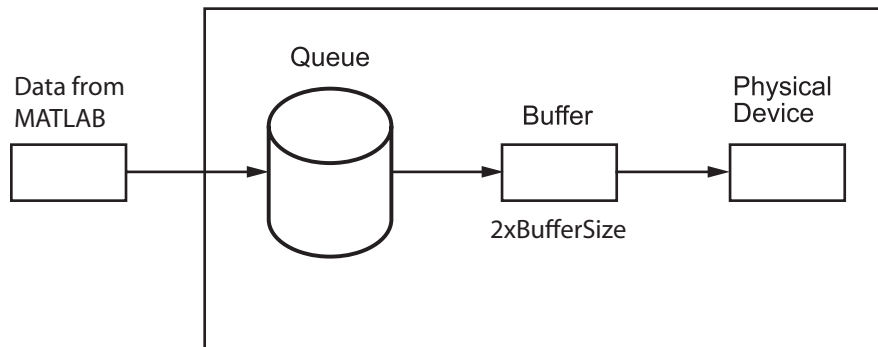 Data from
MATLAB
Queue
Buffer
2xBufferSize
Physical
Device